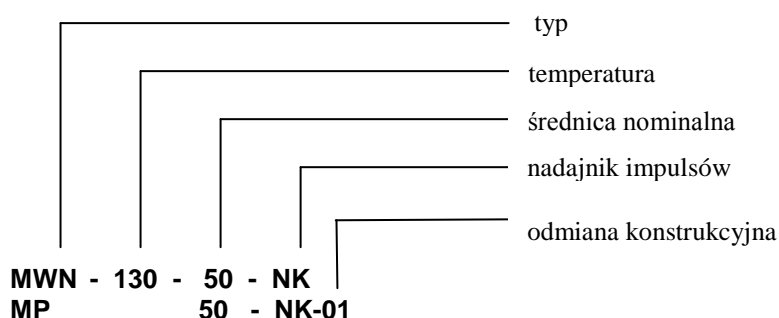 typ
temperatura
średnica nominalna
nadajnik impulsów
odmiana konstrukcyjna
MWN - 130 - 50 - NK
MP 50 - NK-01